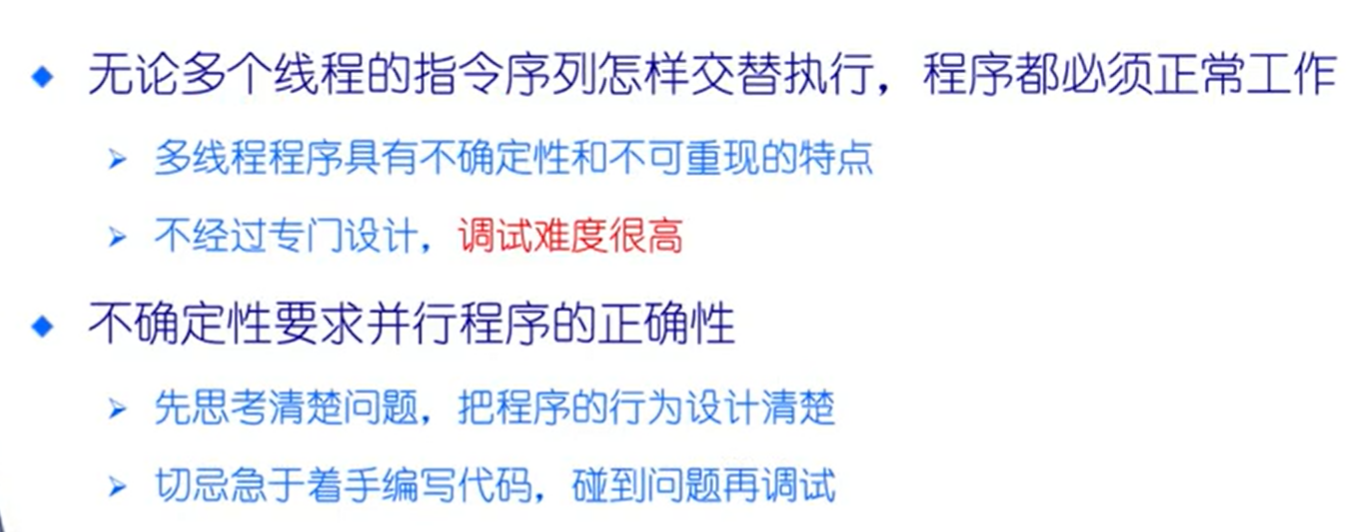 无论多个线程的指令序列怎样交替执行，程序都必须正常工作
多线程程序具有不确定性和不可重现的特点
不经过专门设计，调试难度很高
不确定性要求并行程序的正确性
先思考清楚问题，把程序的行为设计清楚
切忌急于着手编写代码，碰到问题再调试